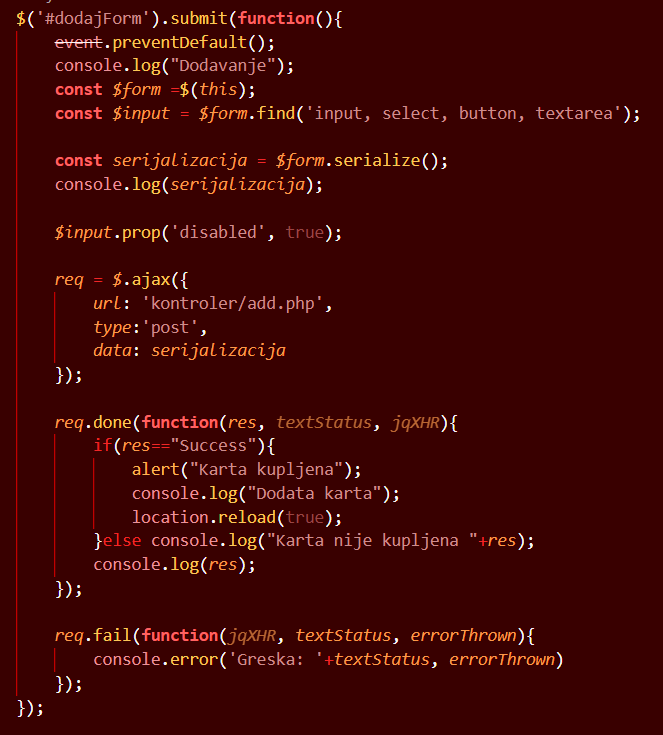 $('#dodajForm').submit(function(){
    event.preventDefault();
    console.log("Dodavanje");
    const $form =$(this);
    const $input = $form.find('input, select, button, textarea');

    const serijalizacija = $form.serialize();
    console.log(serijalizacija);

    $input.prop('disabled', true);

    req = $.ajax({
        url: 'kontroler/add.php',
        type:'post',
        data: serijalizacija
    });

    req.done(function(res, textStatus, jqXHR){
        if(res=="Success"){
            alert("Karta kupljena");
            console.log("Dodata karta");
            location.reload(true);
        }else console.log("Karta nije kupljena "+res);
        console.log(res);
    });

    req.fail(function(jqXHR, textStatus, errorThrown){
        console.error('Greska: '+textStatus, errorThrown)
    });
});